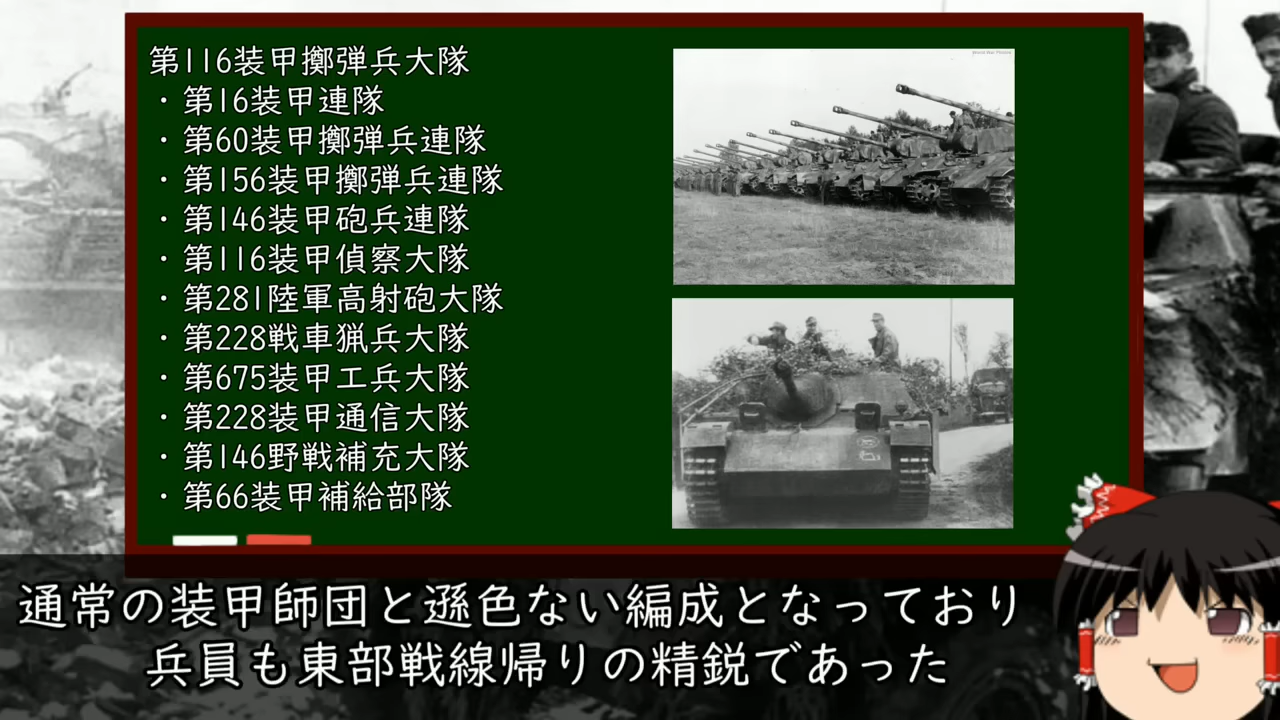 第116装甲擲弾兵大隊
・第16装甲連隊
・第60装甲擲弾兵連隊
・第156装甲擲弾兵連隊
・第146装甲砲兵連隊
・第116装甲偵察大隊
・第281陸軍高射砲大隊
・第228戦車猟兵大隊
・第675装甲工兵大隊
・第228装甲通信大隊
・第146野戦補充大隊
・第66装甲補給部隊
通常の装甲師団と遜色ない編成となっており
兵員も東部戦線帰りの精鋭であった